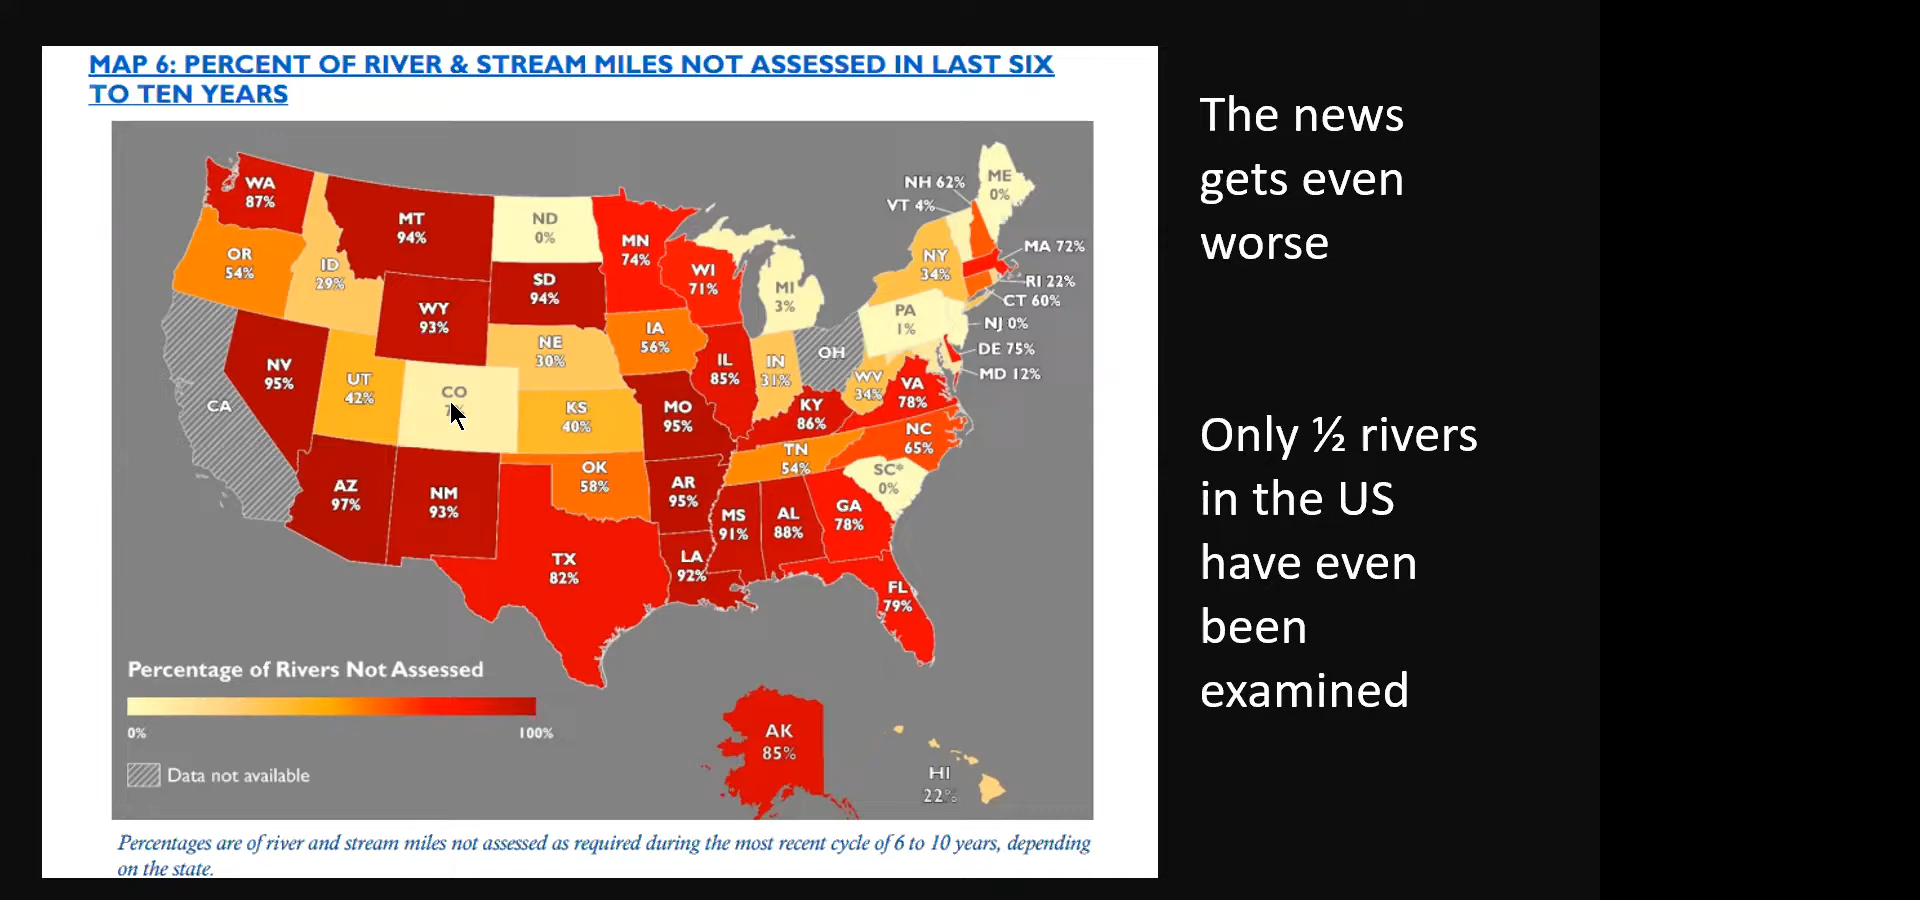 MAP 6: PERCENT OF RIVER & STREAM MILES NOT ASSESSED IN LAST SIX
TO TEN YEARS
WA
87%
OR
54%
CA
NV
95%
ID
29%
MT
94%
WY
93%
UT
42%
CO
AZ
97%
NM
93%
ND
0%
SD
94%
NE
30%
KS
40%
OK
58%
TX
82%
MN
74%
IA
56%
MO
95%
AR
95%
LA
92%
WI
71%
IL
85%
MI
3%
IN
31%
OH
KY
86%
TN
54%
MS
91%
AL
88%
GA
78%
FL
79%
SC*
0%
NC
65%
VA
78%
WV
34%
PA
1%
NY
34%
ME
0%
NH 62%
VT 4%
MA 72%
RI 22%
CT 60%
NJ 0%
DE 75%
MD 12%
AK
85%
HI
22%
Percentage of Rivers Not Assessed
0%
100%
Data not available
Percentages are of river and stream miles not assessed as required during the most recent cycle of 6 to 10 years, depending
on the state.
The news
gets even
worse
Only ½ rivers
in the US
have even
been
examined